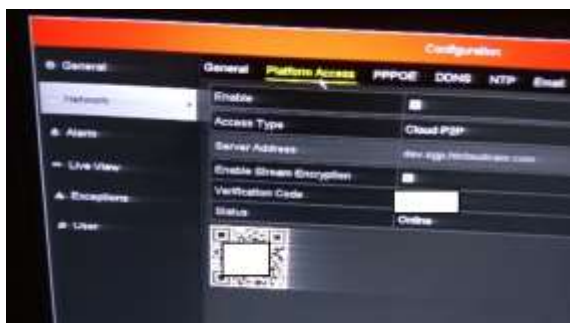 Configuration
General
Network
Alarm
Live View
Exceptions
User
General Platform Access PPPOE DDNS NTP Email
Enable
Access Type Cloud P2P
Server Address
Enable Stream Encryption
Verification Code
Status Online